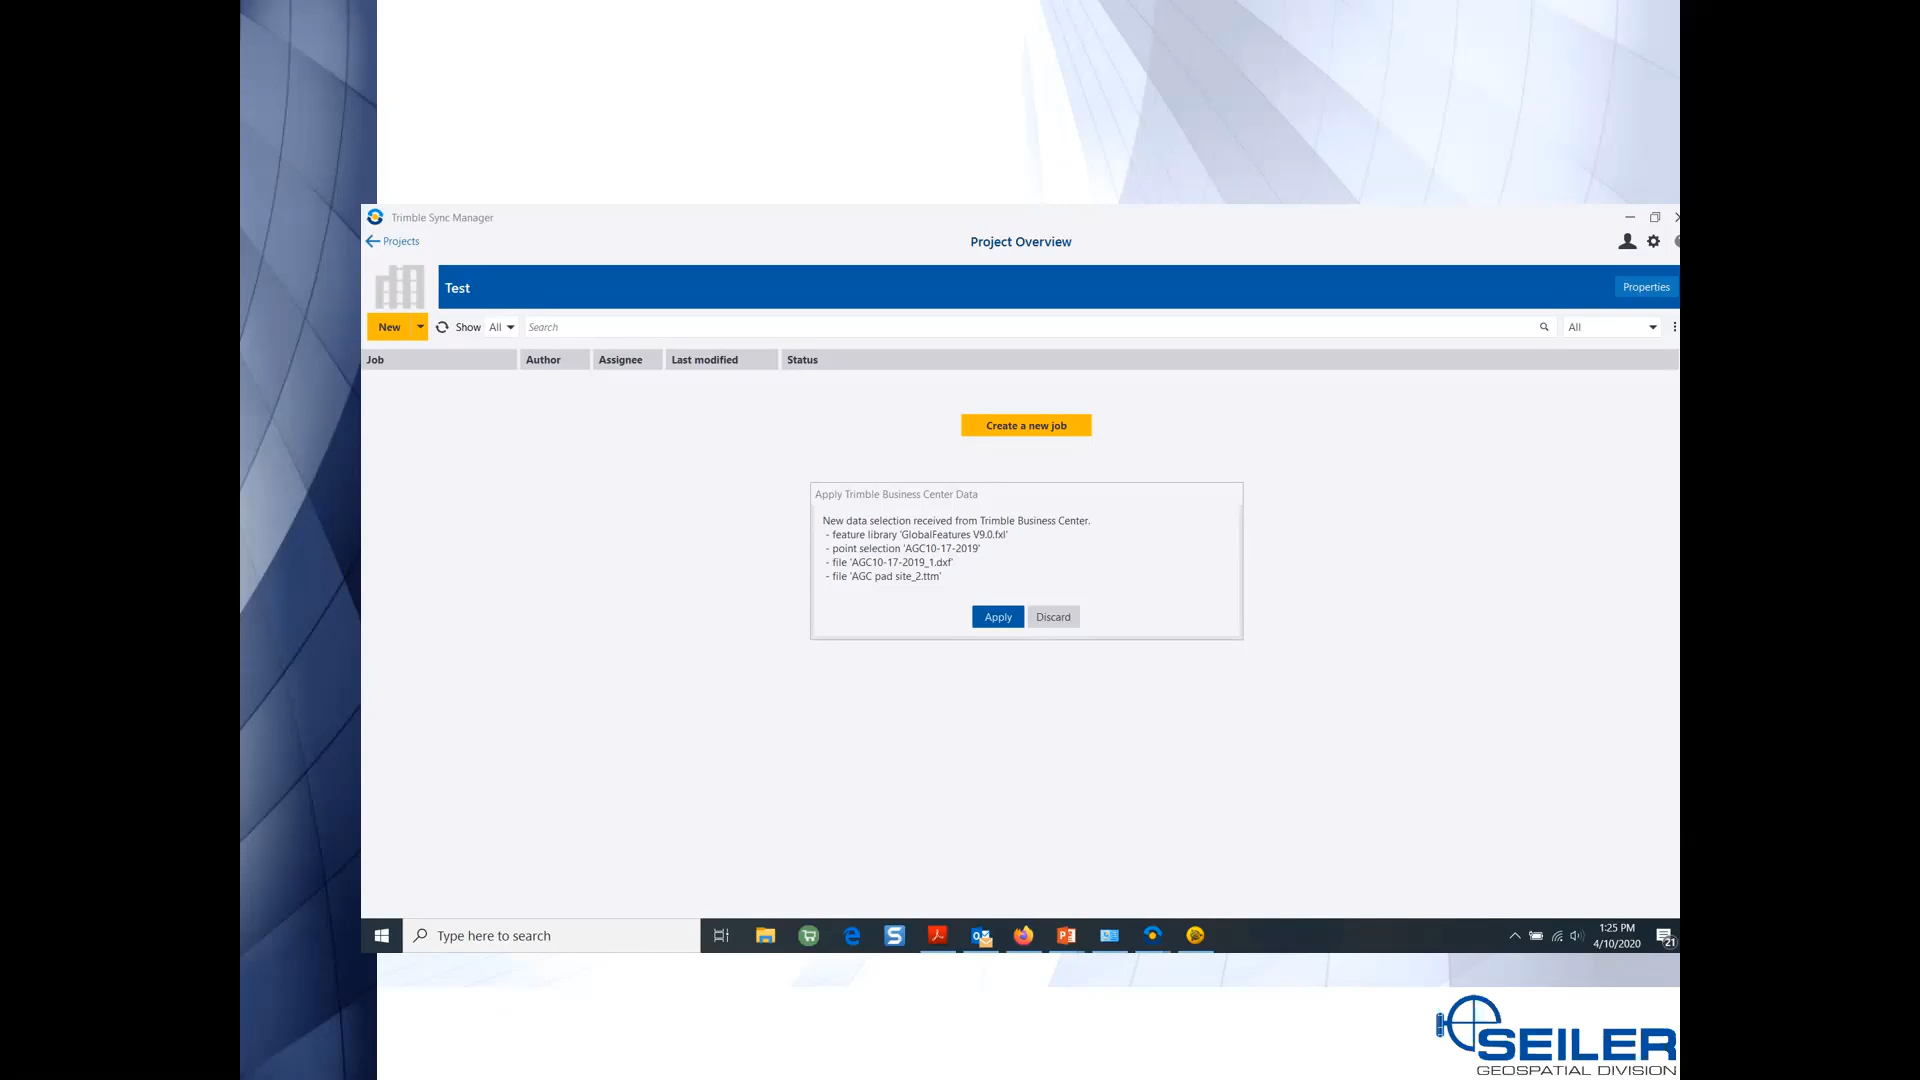 Trimble Sync Manager
Projects
Project Overview
Test
Properties
New
Show
All
Search
All
Job
Author
Assignee
Last modified
Status
Create a new job
Apply Trimble Business Center Data
New data selection received from Trimble Business Center.
- feature library 'GlobalFeatures V9.0.fxl'
- point selection 'AGC10-17-2019'
- file 'AGC10-17-2019_1.dxf'
- file 'AGC pad site_2.ttm'
Apply
Discard
Type here to search
1:25 PM
4/10/2020
21
SEILER
GEOSPATIAL DIVISION